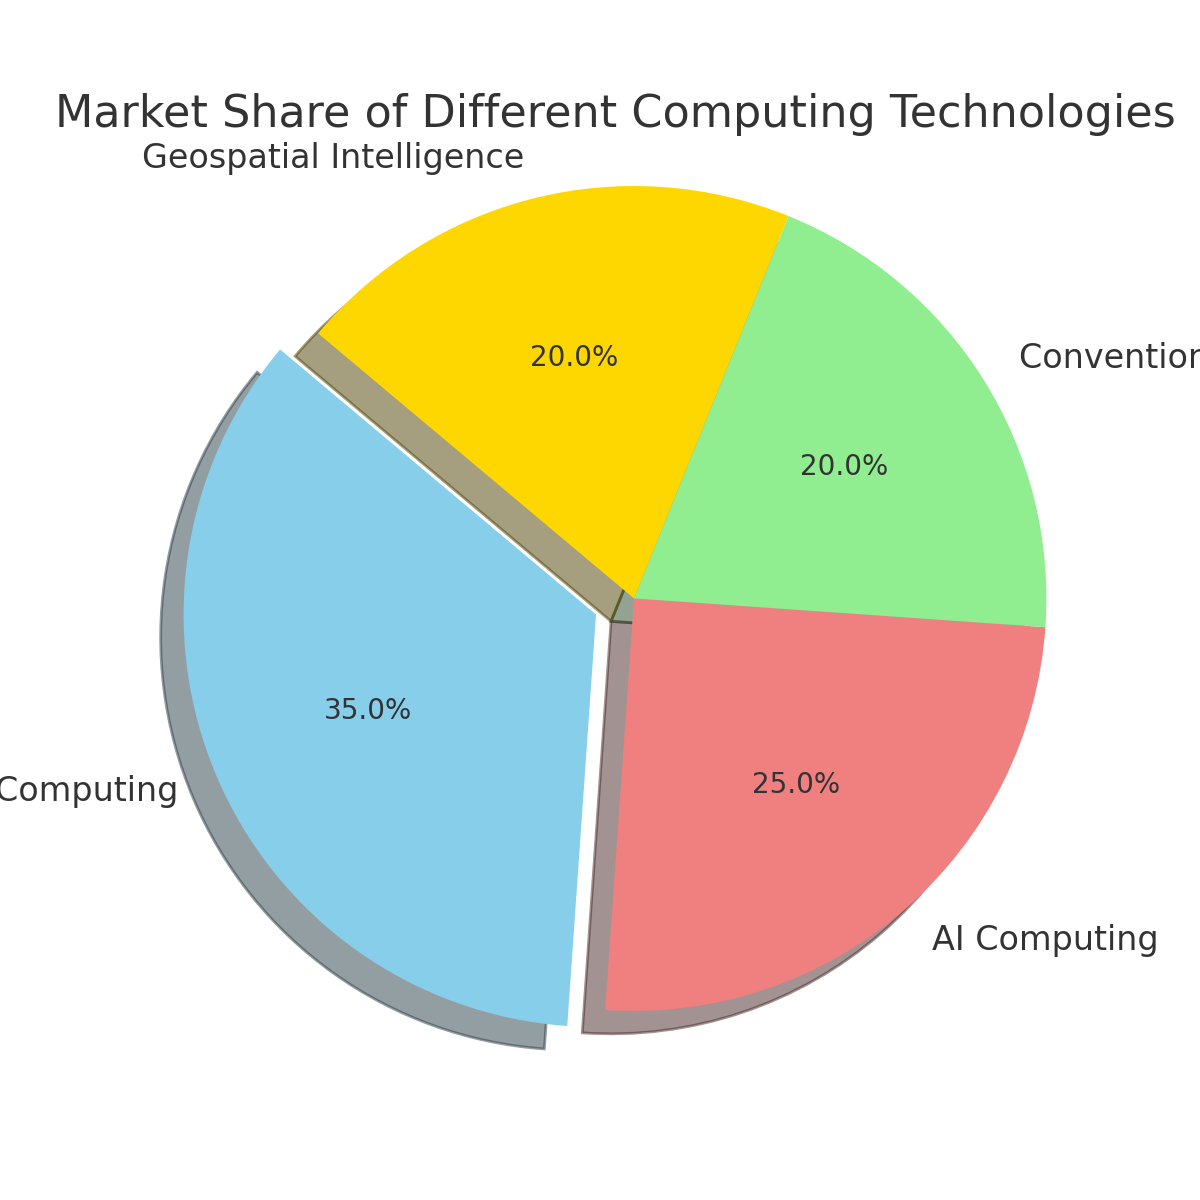 Market Share of Different Computing Technologies
Geospatial Intelligence
20.0%
Convention
20.0%
35.0%
Computing
25.0%
AI Computing